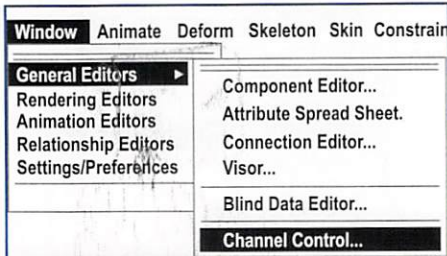 Window Animate Deform Skeleton Skin Constrain
General Editors
Rendering Editors
Animation Editors
Relationship Editors
Settings/Preferences
Component Editor...
Attribute Spread Sheet.
Connection Editor...
Visor...
Blind Data Editor...
Channel Control...